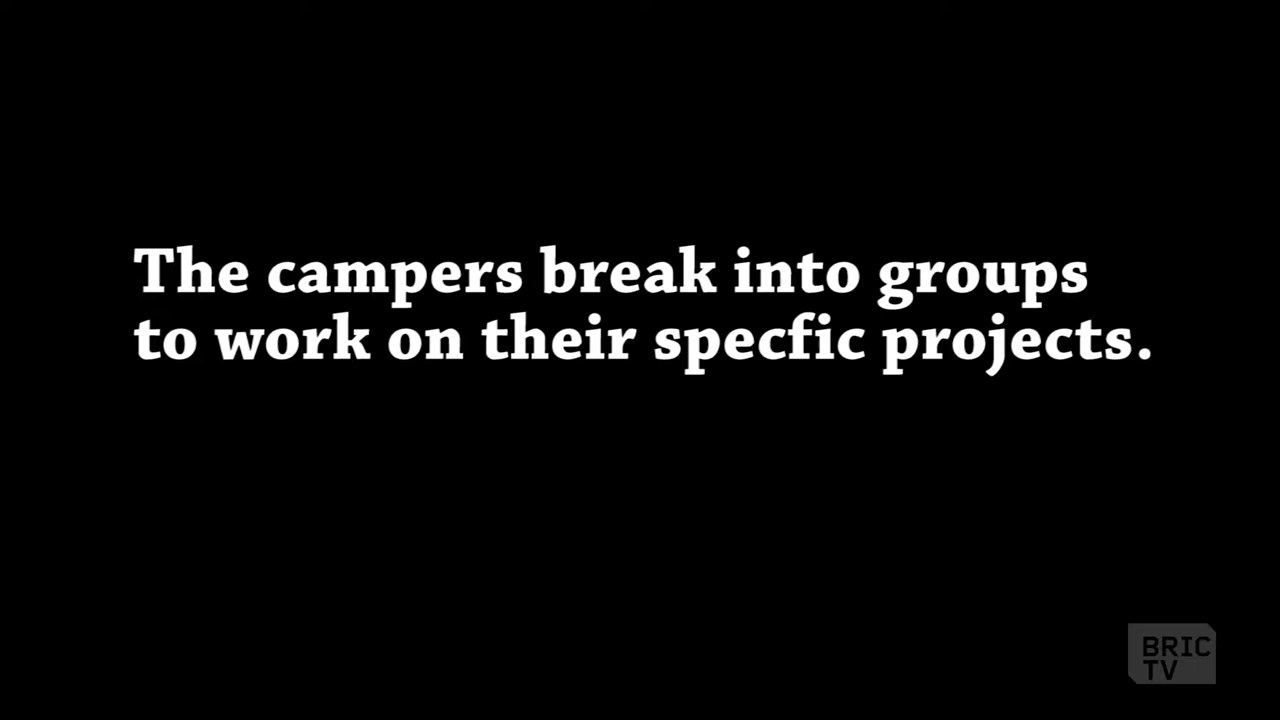 The campers break into groups
to work on their specfic projects.
BRIC
TV